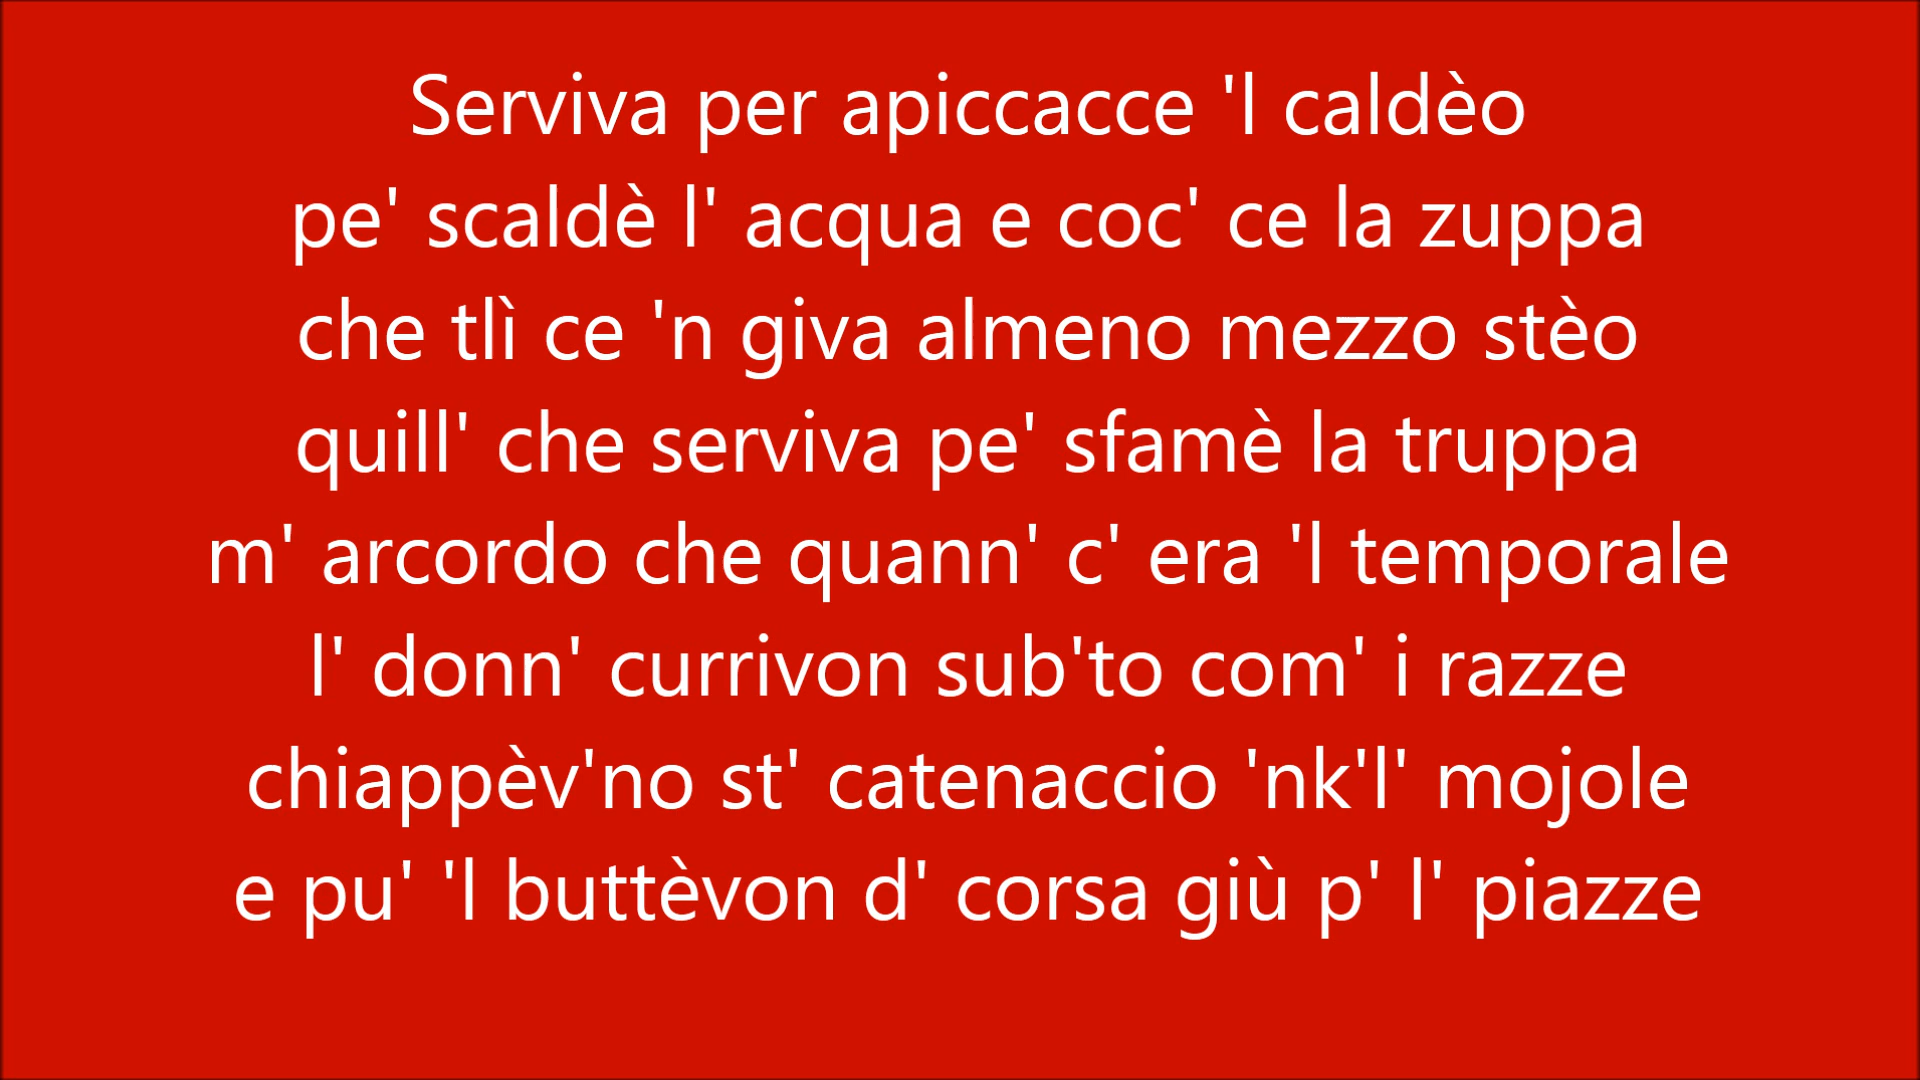 Serviva per apiccacce 'l caldèo
pe' scaldè l' acqua e coc' ce la zuppa
che tlì ce 'n giva almeno mezzo stèo
quill' che serviva pe' sfamè la truppa
m' arcordo che quann' c' era 'l temporale
l' donn' currivon sub'to com' i razze
chiappèv'no st' catenaccio 'nk'l' mojole
e pu' 'l buttèvon d' corsa giù p' l' piazze